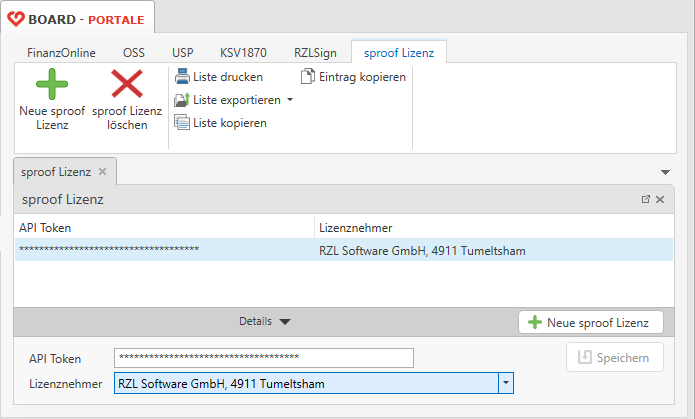 BOARD - PORTALE
FinanzOnline OSS USP KSV1870 RZLSign sproof Lizenz
Neue sproof Lizenz
sproof Lizenz löschen
Liste drucken
Liste exportieren
Liste kopieren
Eintrag kopieren
sproof Lizenz
sproof Lizenz
API Token Lizenznehmer
************************************ RZL Software GmbH, 4911 Tumeltsham
Details Neue sproof Lizenz
API Token ************************************ Speichern
Lizenznehmer RZL Software GmbH, 4911 Tumeltsham